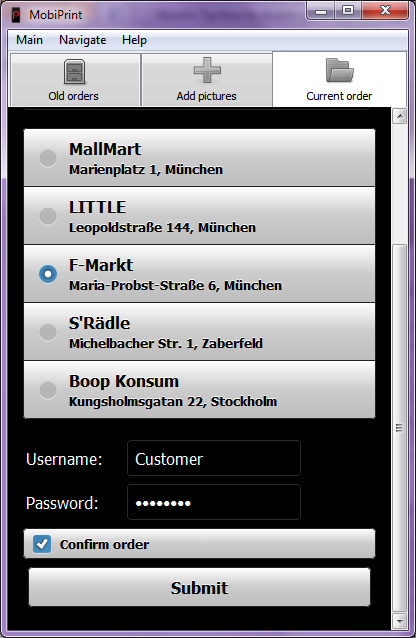 MobiPrint
Main Navigate Help
Old orders Add pictures Current order
MallMart
Marienplatz 1, München
LITTLE
Leopoldstraße 144, München
F-Markt
Maria-Probst-Straße 6, München
S'Rädle
Michelbacher Str. 1, Zaberfeld
Boop Konsum
Kungsholmsgatan 22, Stockholm
Username: Customer
Password: ••••••••
Confirm order
Submit